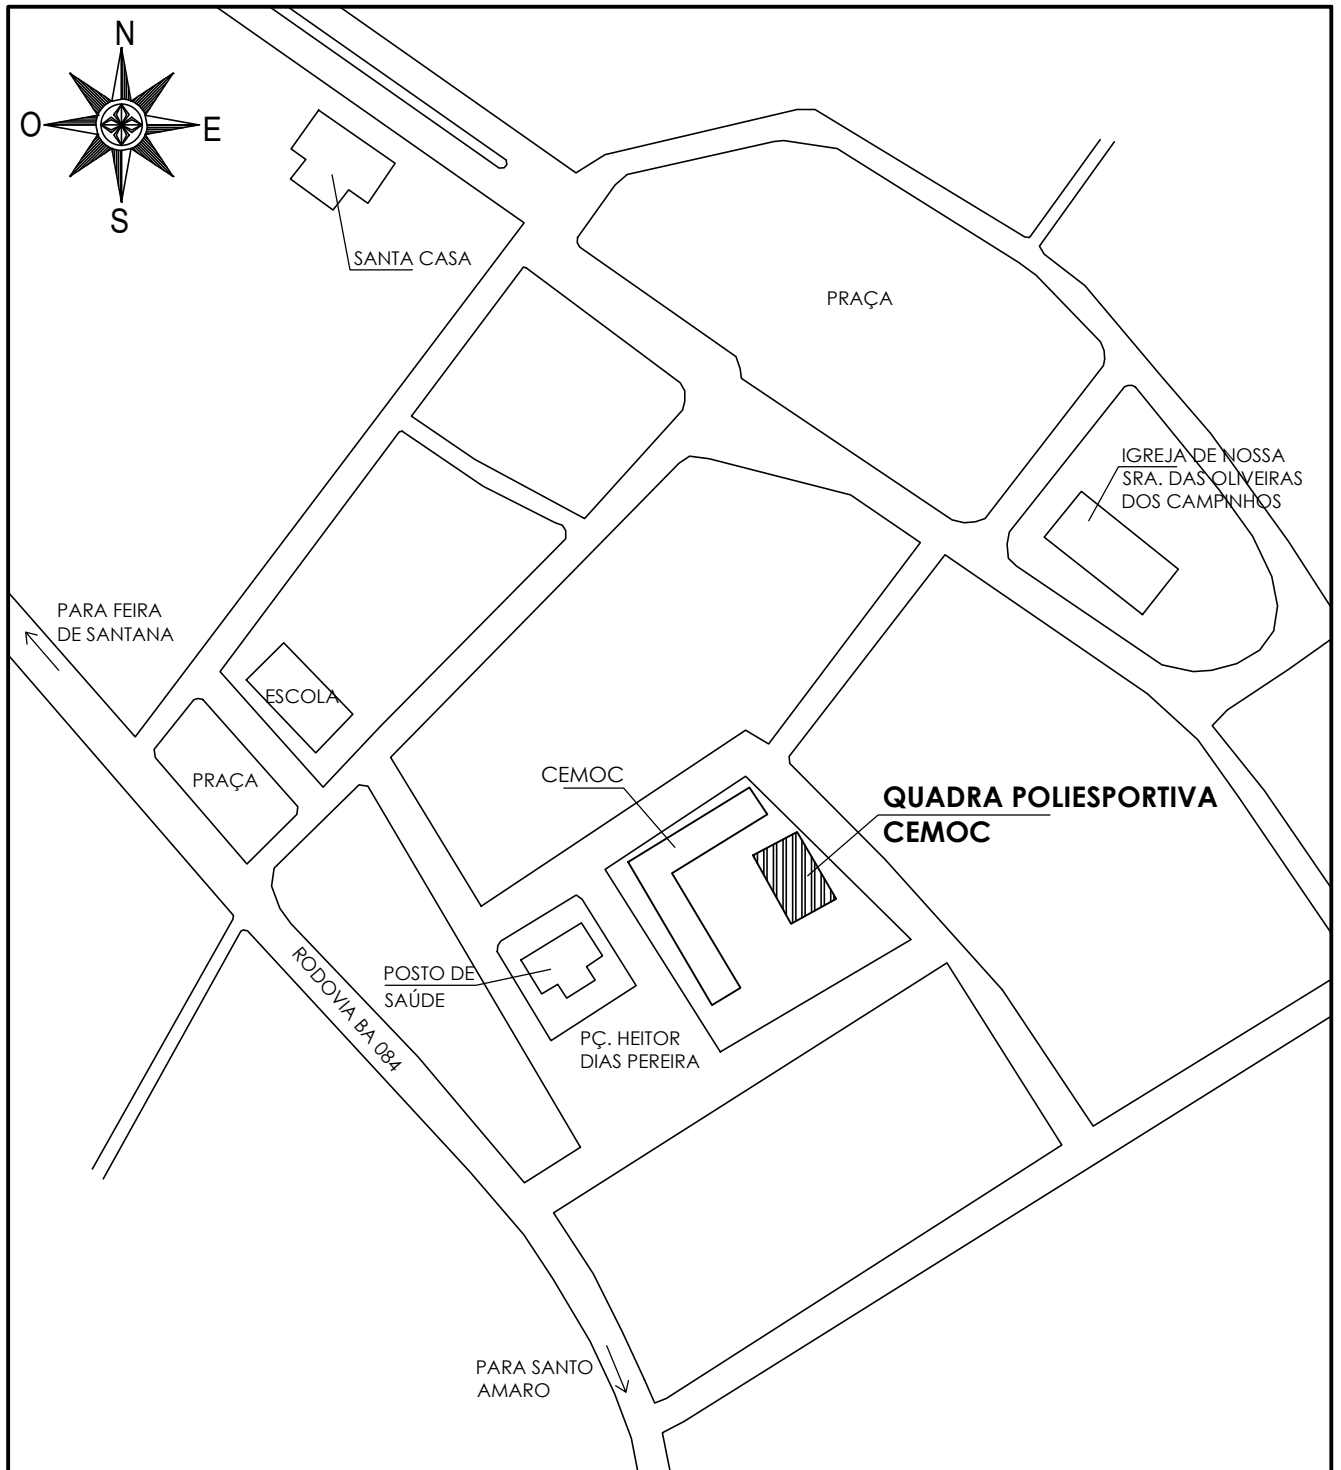 N
O
E
S
SANTA CASA
PRAÇA
IGREJA DE NOSSA
SRA. DAS OLIVEIRAS
DOS CAMPINHOS
PARA FEIRA
DE SANTANA
ESCOLA
PRAÇA
CEMOC
QUADRA POLIESPORTIVA
CEMOC
RODOVIA BA 084
POSTO DE
SAÚDE
PÇ. HEITOR
DIAS PEREIRA
PARA SANTO
AMARO